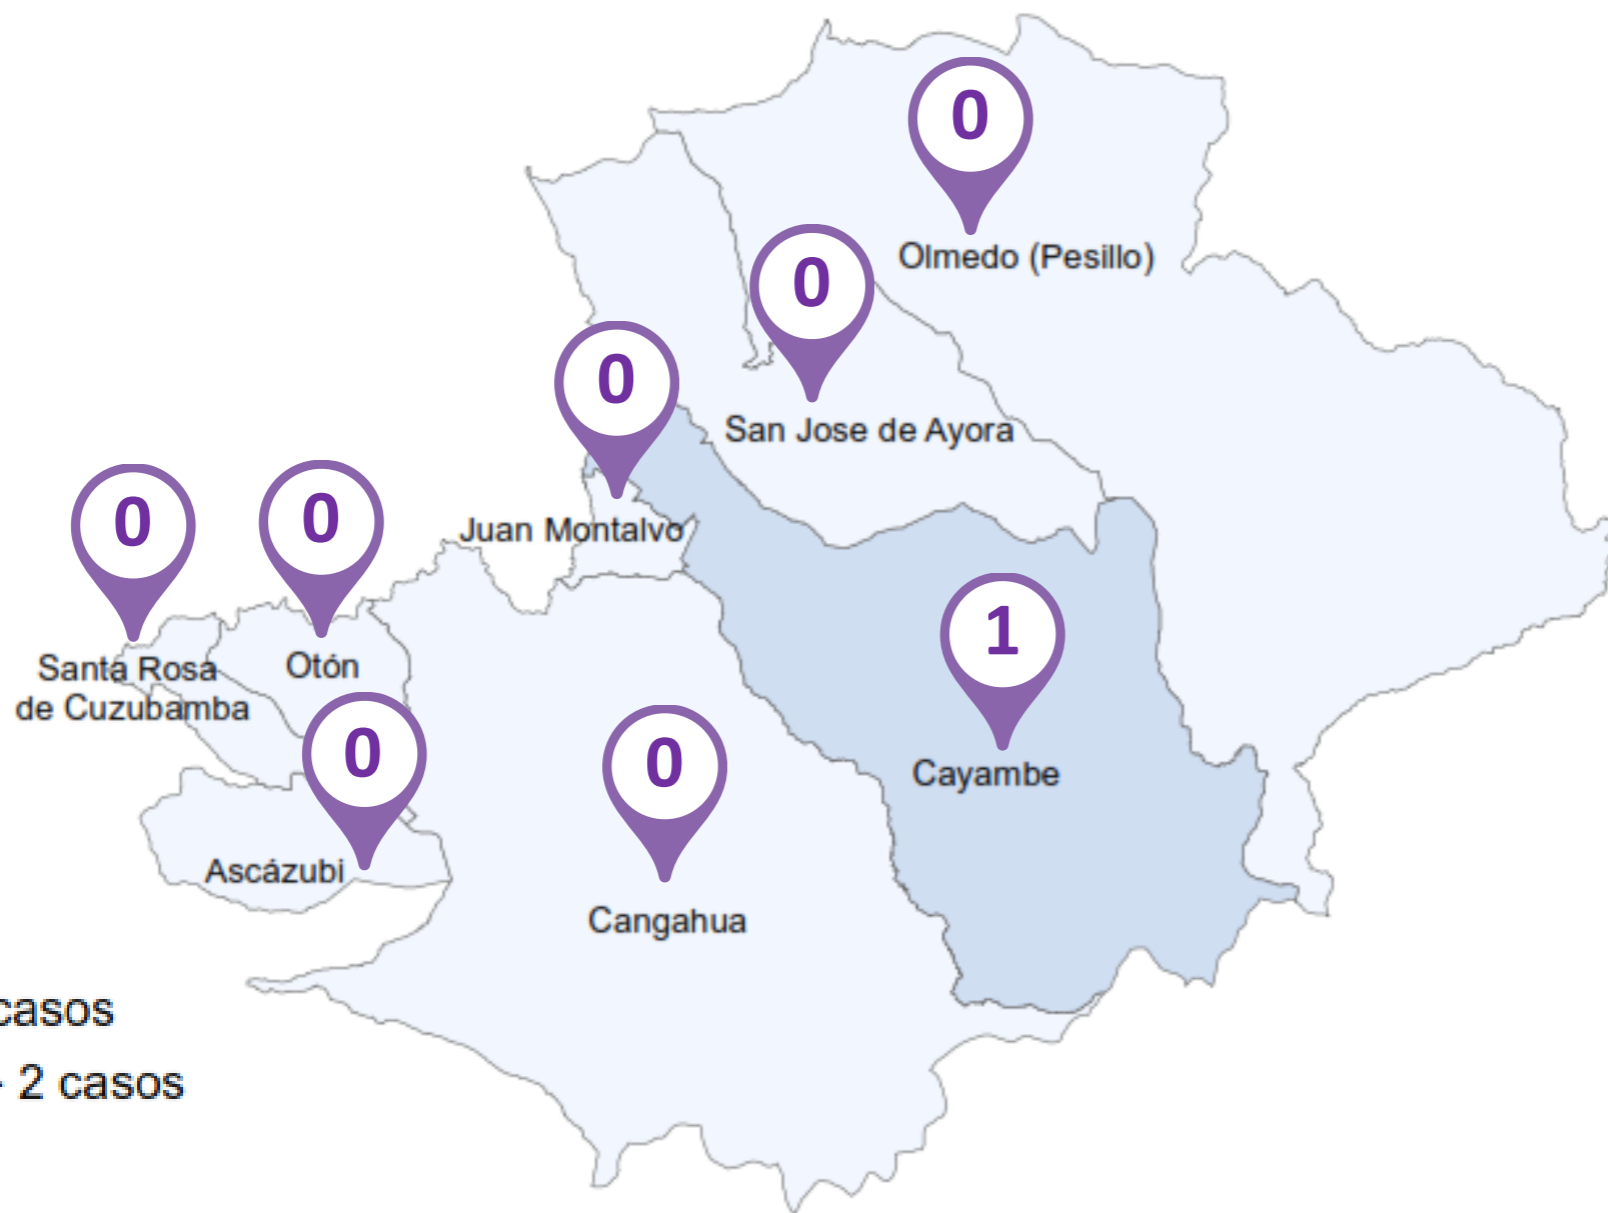 0
Olmedo (Pesillo)
0
San Jose de Ayora
0
Juan Montalvo
0
Santa Rosa
de Cuzubamba
0
Otón
1
Cayambe
0
Ascázubi
0
Cangahua
casos
- 2 casos